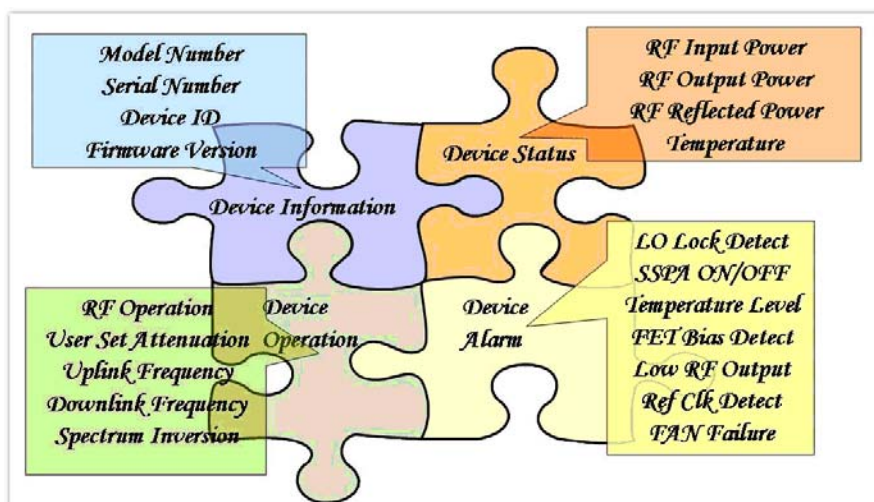 Model Number
Serial Number
Device ID
Firmware Version
Device Information
RF Input Power
RF Output Power
RF Reflected Power
Temperature
Device Status
RF Operation
User Set Attenuation
Uplink Frequency
Downlink Frequency
Spectrum Inversion
Device
Operation
LO Lock Detect
SSPA ON/OFF
Temperature Level
FET Bias Detect
Low RF Output
Ref Clk Detect
FAN Failure
Device
Alarm